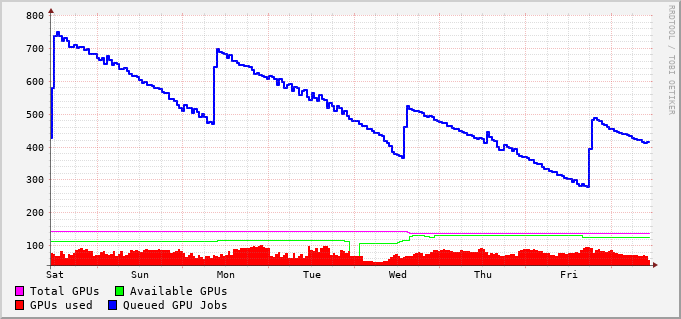 800
700
600
500
400
300
200
100
Sat Sun Mon Tue Wed Thu Fri
Total GPUs Available GPUs
GPUs used Queued GPU Jobs
RRDTOOL / TOBI OETIKER